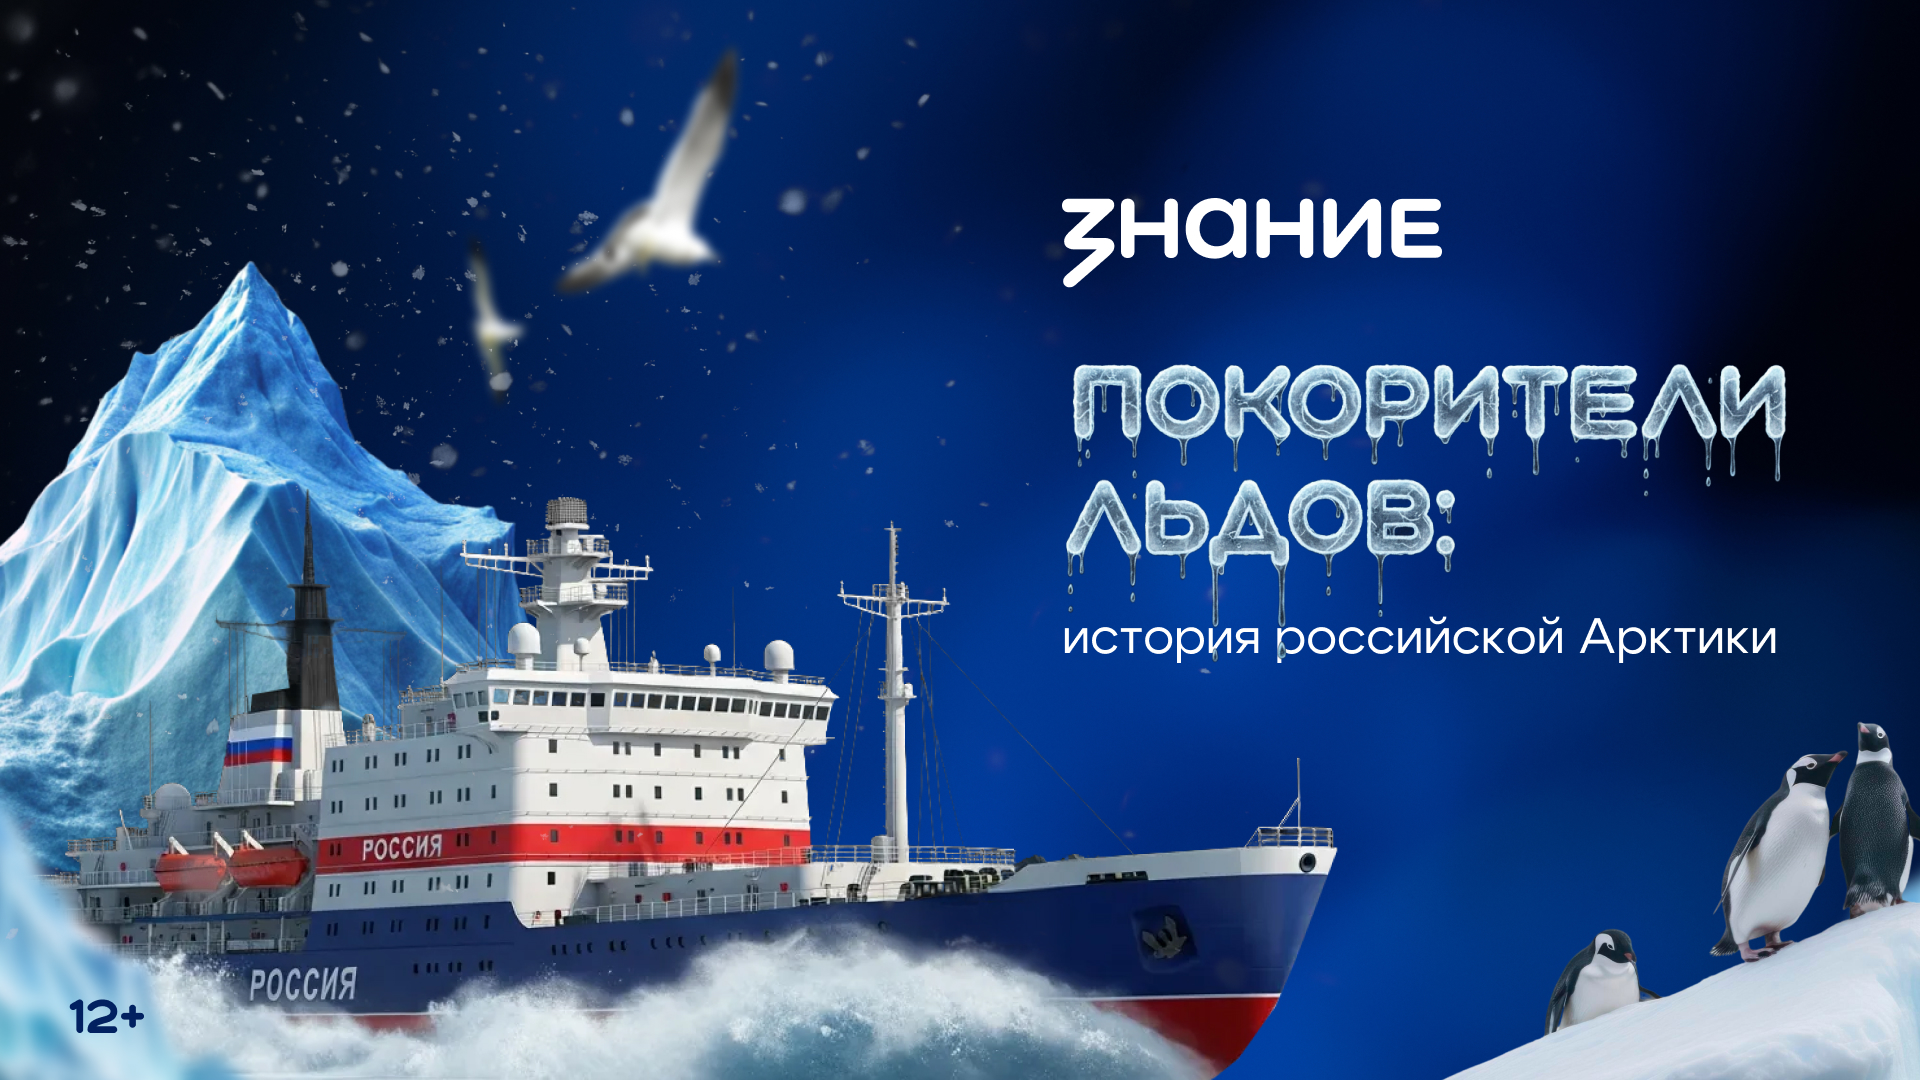 знание
ПОКОРИТЕЛИ
ЛЬДОВ:
история российской Арктики
РОССИЯ
РОССИЯ
12+